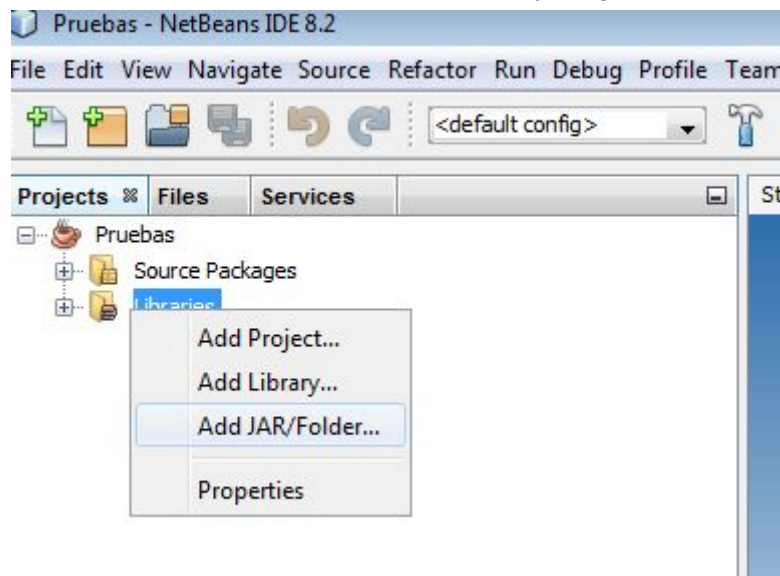 Pruebas - NetBeans IDE 8.2
File Edit View Navigate Source Refactor Run Debug Profile Team
<default config>
Projects Files Services St
Pruebas
Source Packages
Libraries
Add Project...
Add Library...
Add JAR/Folder...
Properties